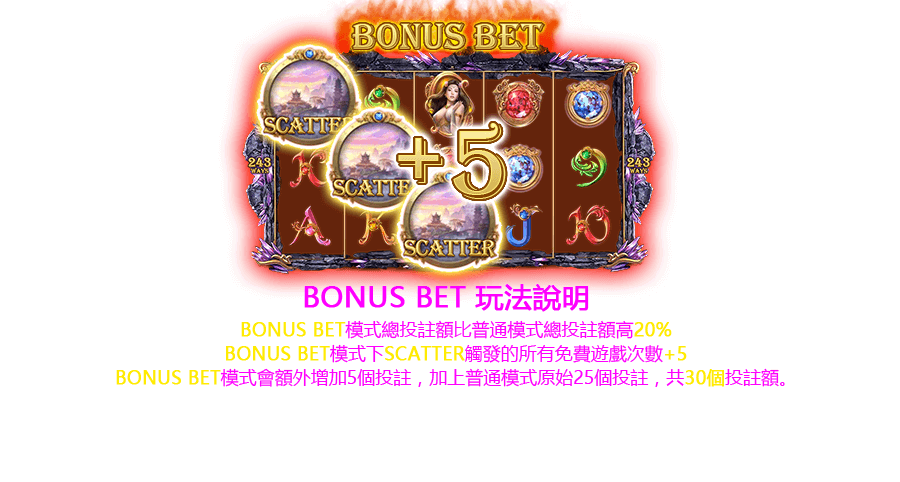 BONUS BET
SCATTER
SCATTER
+5
243
WAYS
243
WAYS
K
SCATTER
A
K
J
10
BONUS BET 玩法說明
BONUS BET模式總投註額比普通模式總投註額高20%
BONUS BET模式下SCATTER觸發的所有免費遊戲次數+5
BONUS BET模式會額外增加5個投註，加上普通模式原始25個投註，共30個投註額。